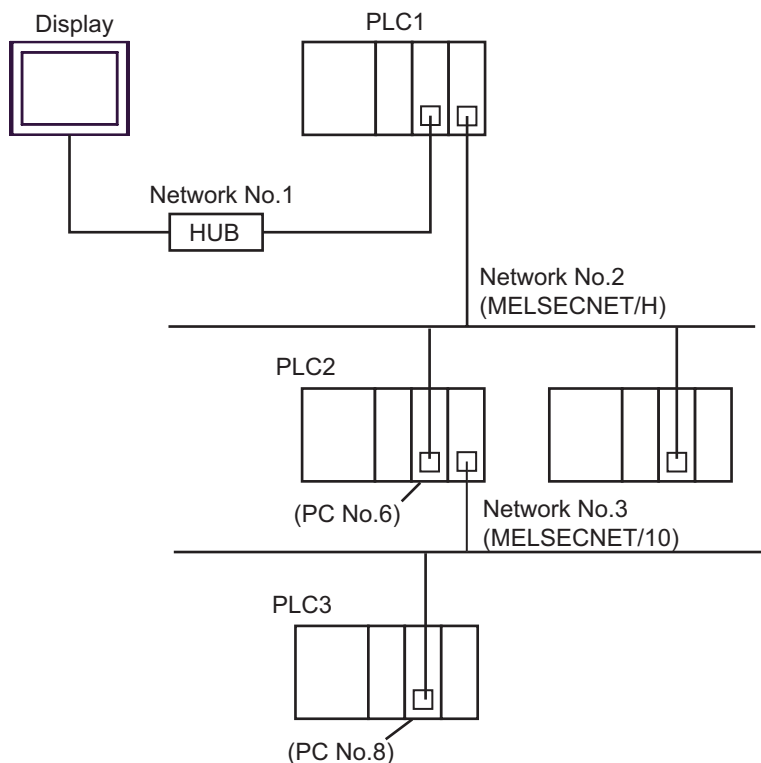 Display
PLC1
Network No.1
HUB
Network No.2
(MELSECNET/H)
PLC2
(PC No.6)
Network No.3
(MELSECNET/10)
PLC3
(PC No.8)